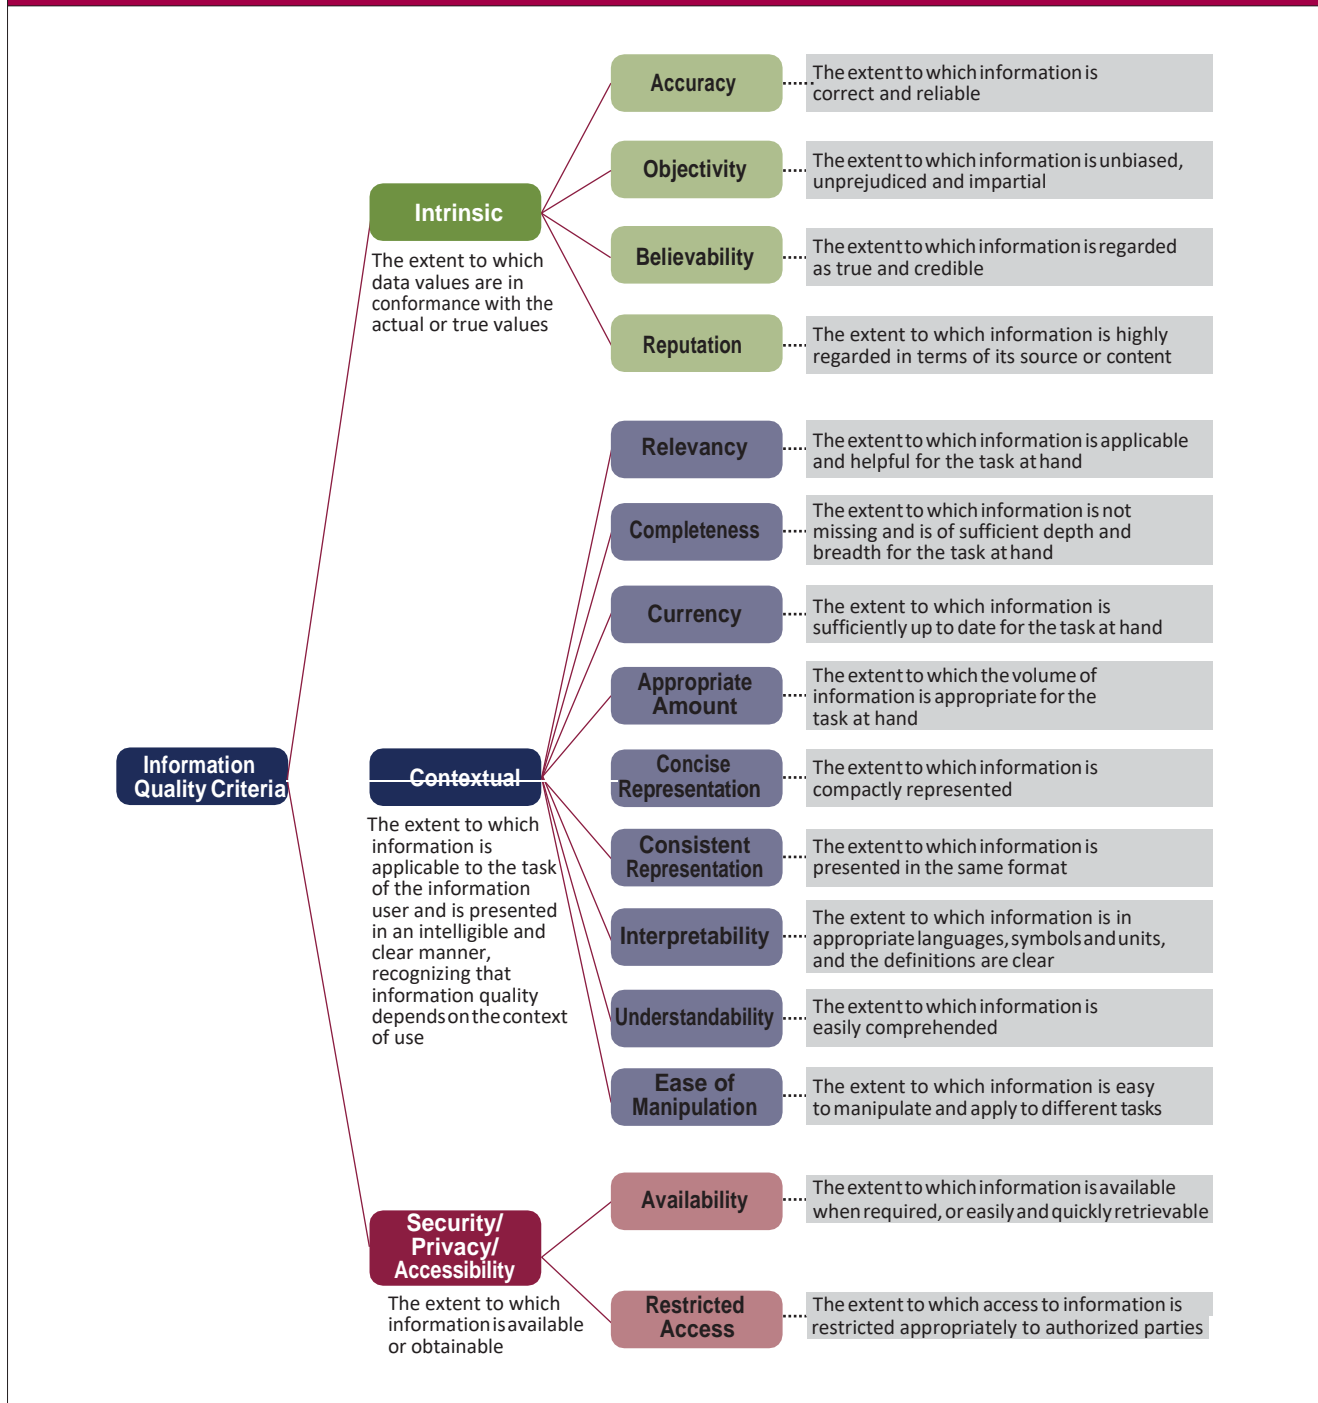 Information
Quality Criteria
Intrinsic
The extent to which
data values are in
conformance with the
actual or true values
Accuracy
The extent to which information is
correct and reliable
Objectivity
The extent to which information is unbiased,
unprejudiced and impartial
Believability
The extent to which information is regarded
as true and credible
Reputation
The extent to which information is highly
regarded in terms of its source or content
Contextual
The extent to which
information is
applicable to the task
of the information
user and is presented
in an intelligible and
clear manner,
recognizing that
information quality
depends on the context
of use
Relevancy
The extent to which information is applicable
and helpful for the task at hand
Completeness
The extent to which information is not
missing and is of sufficient depth and
breadth for the task at hand
Currency
The extent to which information is
sufficiently up to date for the task at hand
Appropriate
Amount
The extent to which the volume of
information is appropriate for the
task at hand
Concise
Representation
The extent to which information is
compactly represented
Consistent
Representation
The extent to which information is
presented in the same format
Interpretability
The extent to which information is in
appropriate languages, symbols and units,
and the definitions are clear
Understandability
The extent to which information is
easily comprehended
Ease of
Manipulation
The extent to which information is easy
to manipulate and apply to different tasks
Security/
Privacy/
Accessibility
The extent to which
information is available
or obtainable
Availability
The extent to which information is available
when required, or easily and quickly retrievable
Restricted
Access
The extent to which access to information is
restricted appropriately to authorized parties